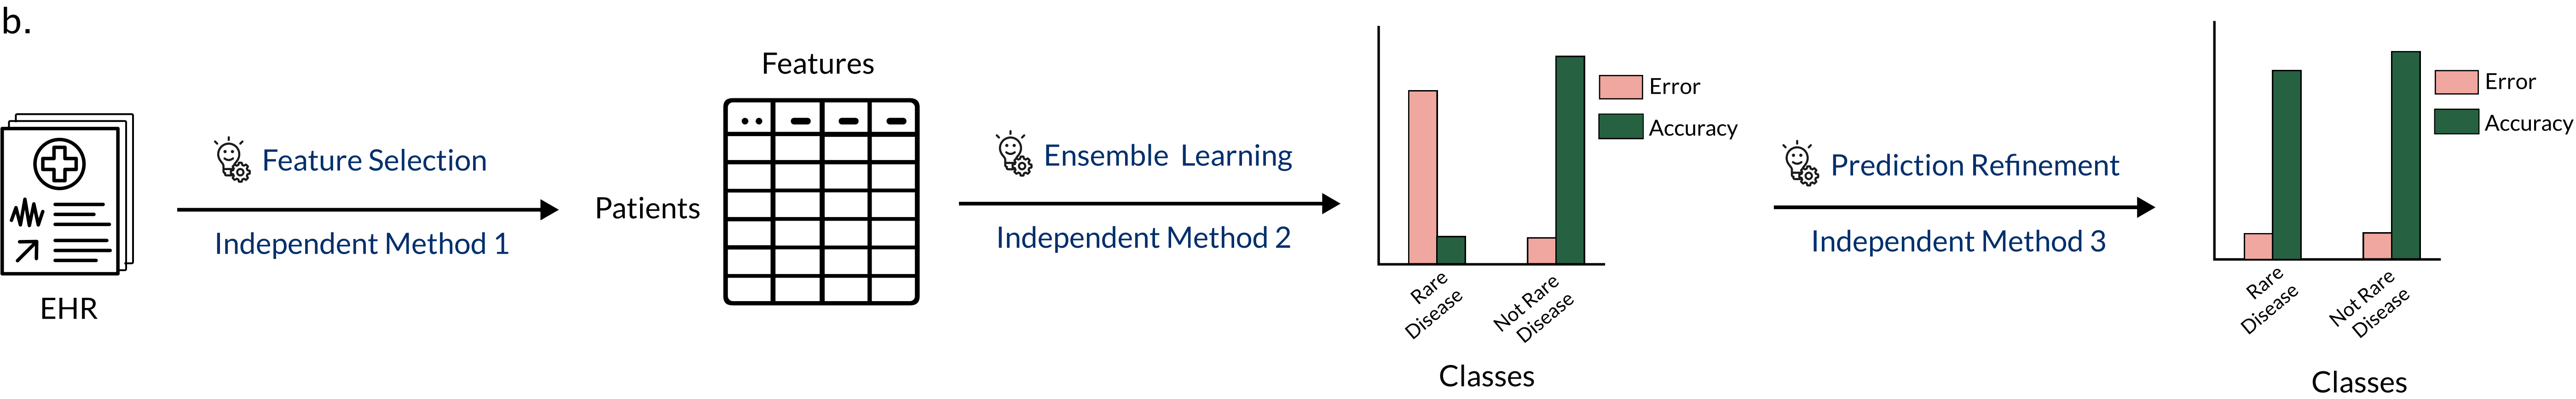 b.
EHR
Feature Selection
Independent Method 1
Features
Patients
Ensemble Learning
Independent Method 2
Error
Accuracy
Rare
Disease
Not Rare
Disease
Classes
Prediction Refinement
Independent Method 3
Error
Accuracy
Rare
Disease
Not Rare
Disease
Classes